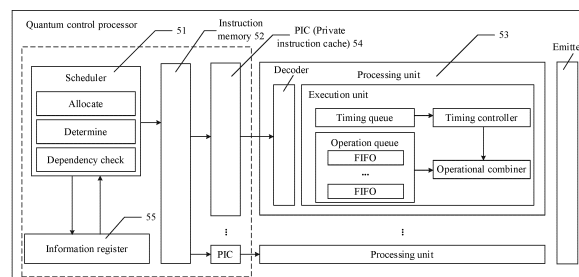 Quantum control processor
51
Instruction
memory 52
PIC (Private
instruction cache) 54
53
Emitte
Scheduler
Allocate
Determine
Dependency check
Decoder
Processing unit
Execution unit
Timing queue
Timing controller
Operation queue
FIFO
...
FIFO
Operational combiner
55
Information register
PIC
Processing unit